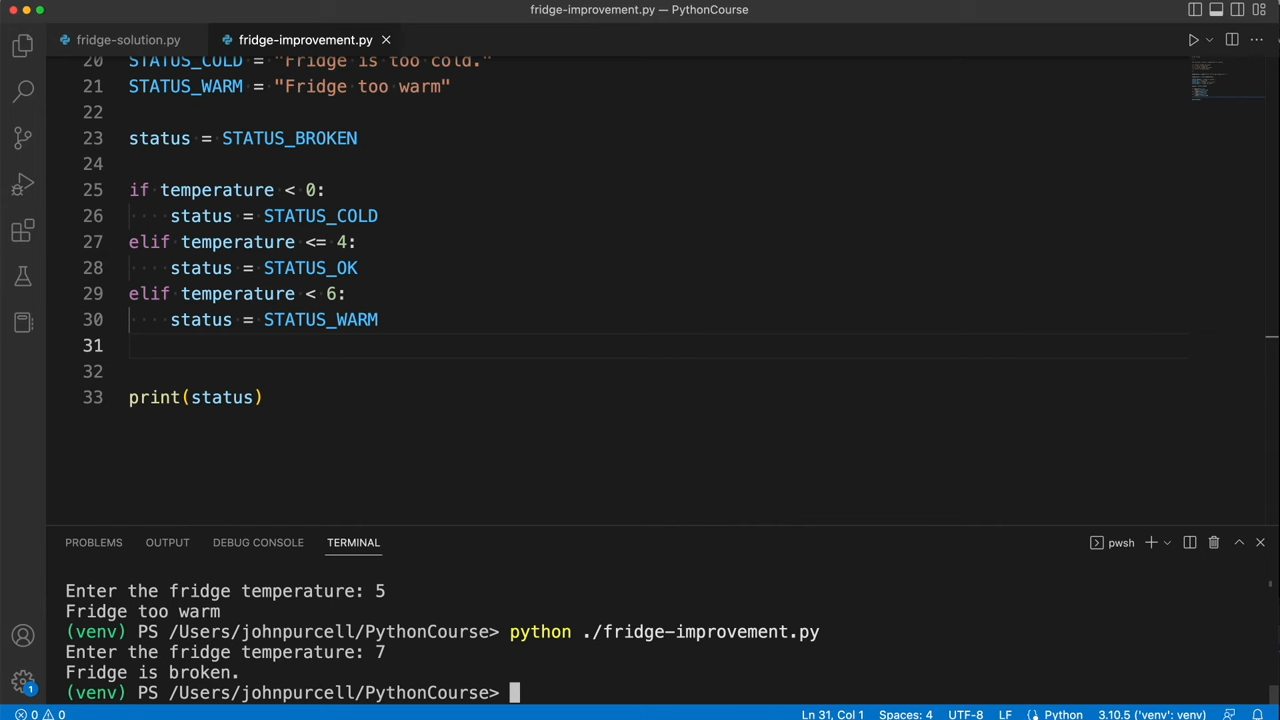 fridge-improvement.py — PythonCourse
fridge-solution.py
fridge-improvement.py
20 STATUS_COLD = "Fridge is too cold."
21 STATUS_WARM = "Fridge too warm"
22
23 status = STATUS_BROKEN
24
25 if temperature < 0:
26 status = STATUS_COLD
27 elif temperature <= 4:
28 status = STATUS_OK
29 elif temperature < 6:
30 status = STATUS_WARM
31
32
33 print(status)
PROBLEMS OUTPUT DEBUG CONSOLE TERMINAL pwsh
Enter the fridge temperature: 5
Fridge too warm
(venv) PS /Users/johnpurcell/PythonCourse> python ./fridge-improvement.py
Enter the fridge temperature: 7
Fridge is broken.
(venv) PS /Users/johnpurcell/PythonCourse>
1
0 0 Ln 31, Col 1 Spaces: 4 UTF-8 LF Python 3.10.5 ('venv': venv)